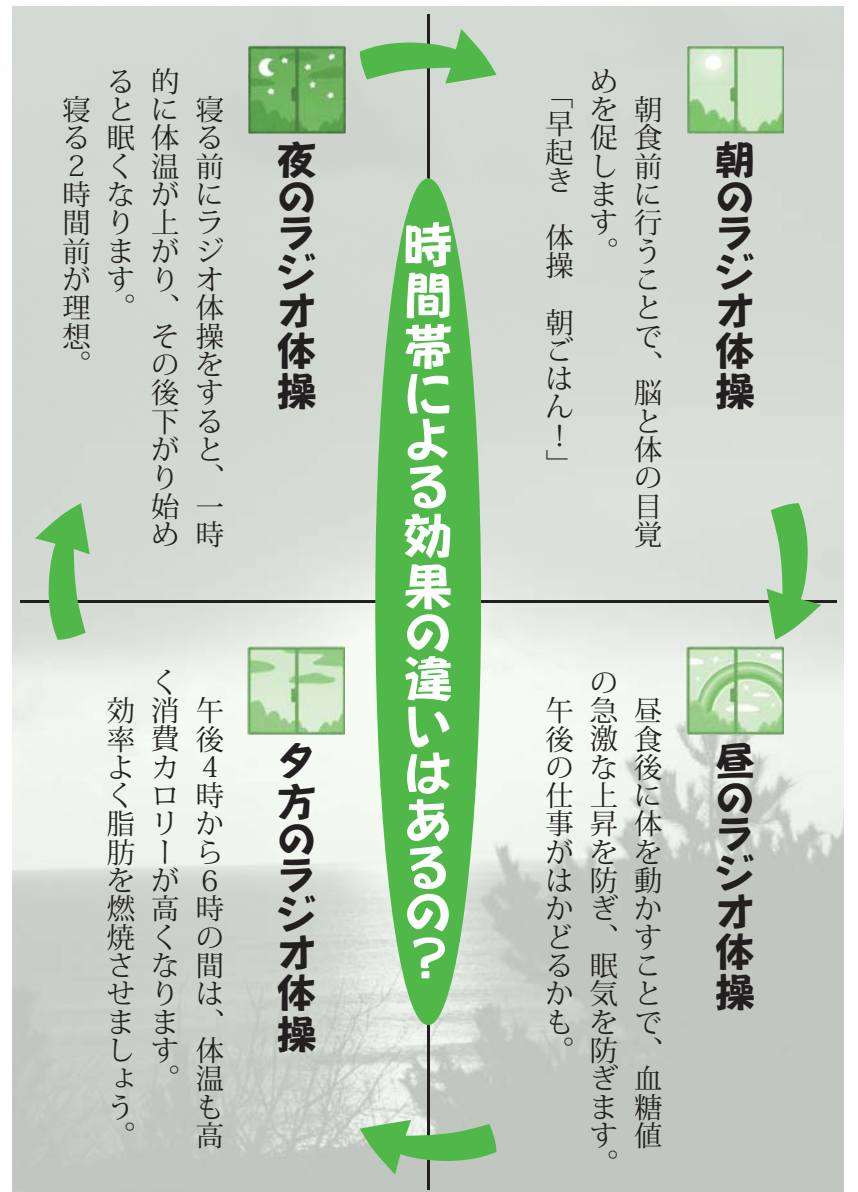 時間帯による効果の違いはあるの？
朝のラジオ体操
朝食前に行うことで、脳と体の目覚
めを促します。
「早起き　体操　朝ごはん！」
昼のラジオ体操
昼食後に体を動かすことで、血糖値
の急激な上昇を防ぎ、眠気を防ぎます。
午後の仕事がはかどるかも。
夕方のラジオ体操
午後４時から６時の間は、体温も高
く消費カロリーが高くなります。
効率よく脂肪を燃焼させましょう。
夜のラジオ体操
寝る前にラジオ体操をすると、一時
的に体温が上がり、その後下がり始め
ると眠くなります。
寝る２時間前が理想。